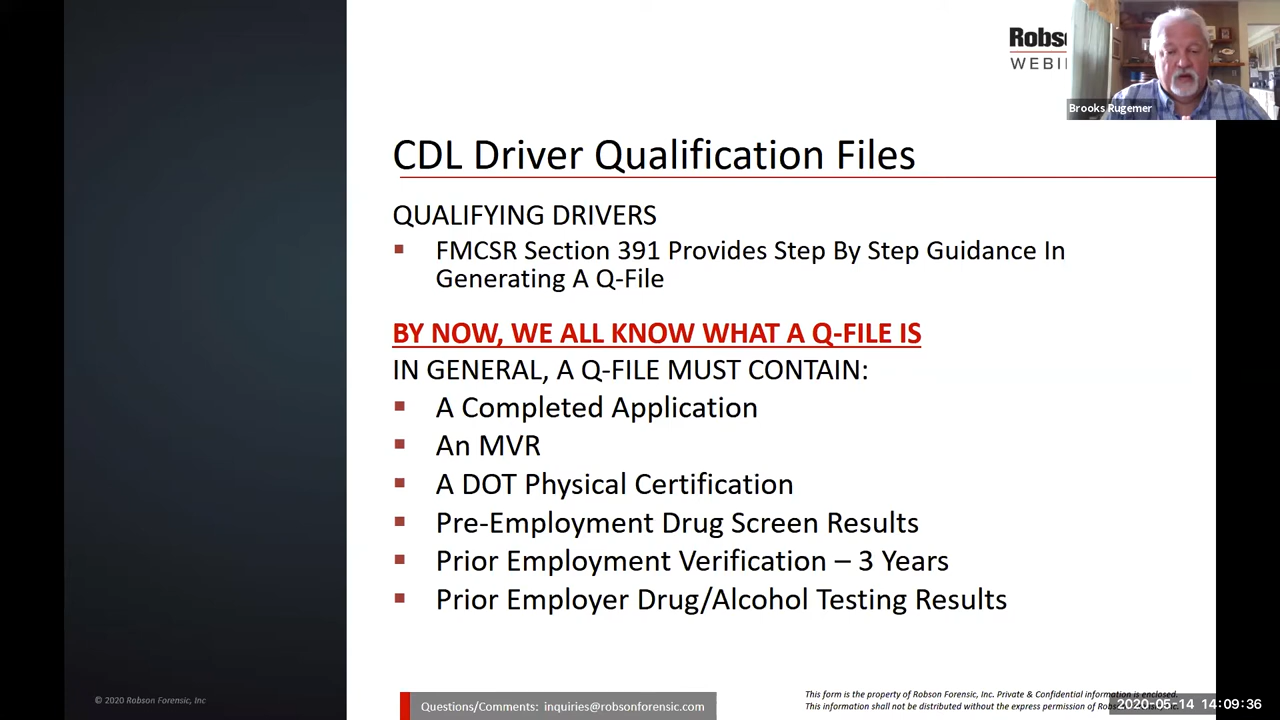 Robs
WEBI
Brooks Rugemer
CDL Driver Qualification Files
QUALIFYING DRIVERS
FMCSR Section 391 Provides Step By Step Guidance In
Generating A Q-File
BY NOW, WE ALL KNOW WHAT A Q-FILE IS
IN GENERAL, A Q-FILE MUST CONTAIN:
A Completed Application
An MVR
A DOT Physical Certification
Pre-Employment Drug Screen Results
Prior Employment Verification – 3 Years
Prior Employer Drug/Alcohol Testing Results
© 2020 Robson Forensic, Inc
Questions/Comments: inquiries@robsonforensic.com
This form is the property of Robson Forensic, Inc. Private & Confidential information is enclosed.
This information shall not be distributed without the express permission of
2020-05-14 14:09:36